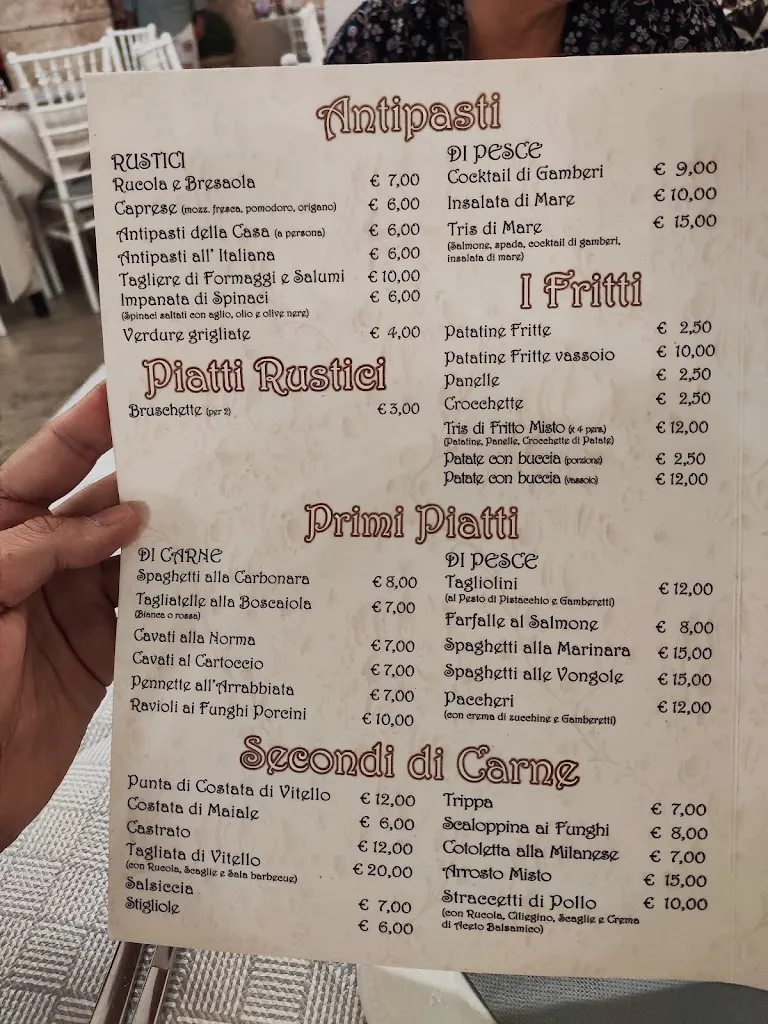 Antipasti
RUSTICI
Rucola e Bresaola € 7,00
Caprese (mozz. fresca, pomodoro, origano) € 6,00
Antipasti della Casa (a persona) € 6,00
Antipasti all' Italiana € 6,00
Tagliere di Formaggi e Salumi € 10,00
Impanata di Spinaci € 6,00
(Spinaci saltati con aglio, olio e olive nere)
Verdure grigliate € 4,00
DI PESCE
Cocktail di Gamberi € 9,00
Insalata di Mare € 10,00
Tris di Mare € 15,00
(Salmone, spada, cocktail di gamberi,
insalata di mare)
Piatti Rustici
Bruschette (per 2) € 3,00
I Fritti
Patatine Fritte € 2,50
Patatine Fritte vassoio € 10,00
Panelle € 2,50
Crocchette € 2,50
Tris di Fritto Misto (x 4 pers.) € 12,00
(Patatine, Panelle, Crocchette di Patate)
Patate con buccia (porzione) € 2,50
Patate con buccia (vassoio) € 12,00
Primi Piatti
DI CARNE
Spaghetti alla Carbonara € 8,00
Tagliatelle alla Boscaiola € 7,00
(Bianca o rossa)
Cavati alla Norma € 7,00
Cavati al Cartoccio € 7,00
Pennette all'Arrabbiata € 7,00
Ravioli ai Funghi Porcini € 10,00
DI PESCE
Tagliolini € 12,00
(al Pesto di Pistacchio e Gamberetti)
Farfalle al Salmone € 8,00
Spaghetti alla Marinara € 15,00
Spaghetti alle Vongole € 15,00
Paccheri € 12,00
(con crema di zucchine e Gamberetti)
Secondi di Carne
Punta di Costata di Vitello € 12,00
Costata di Maiale € 6,00
Castrato € 12,00
Tagliata di Vitello € 20,00
(con Rucola, Scaglie e Sala barbecue)
Salsiccia € 7,00
Stigliole € 6,00
Trippa € 7,00
Scaloppina ai Funghi € 8,00
Cotoletta alla Milanese € 7,00
Arrosto Misto € 15,00
Straccetti di Pollo € 10,00
(con Rucola, Ciliegino, Scaglie e Crema
di Aceto Balsamico)